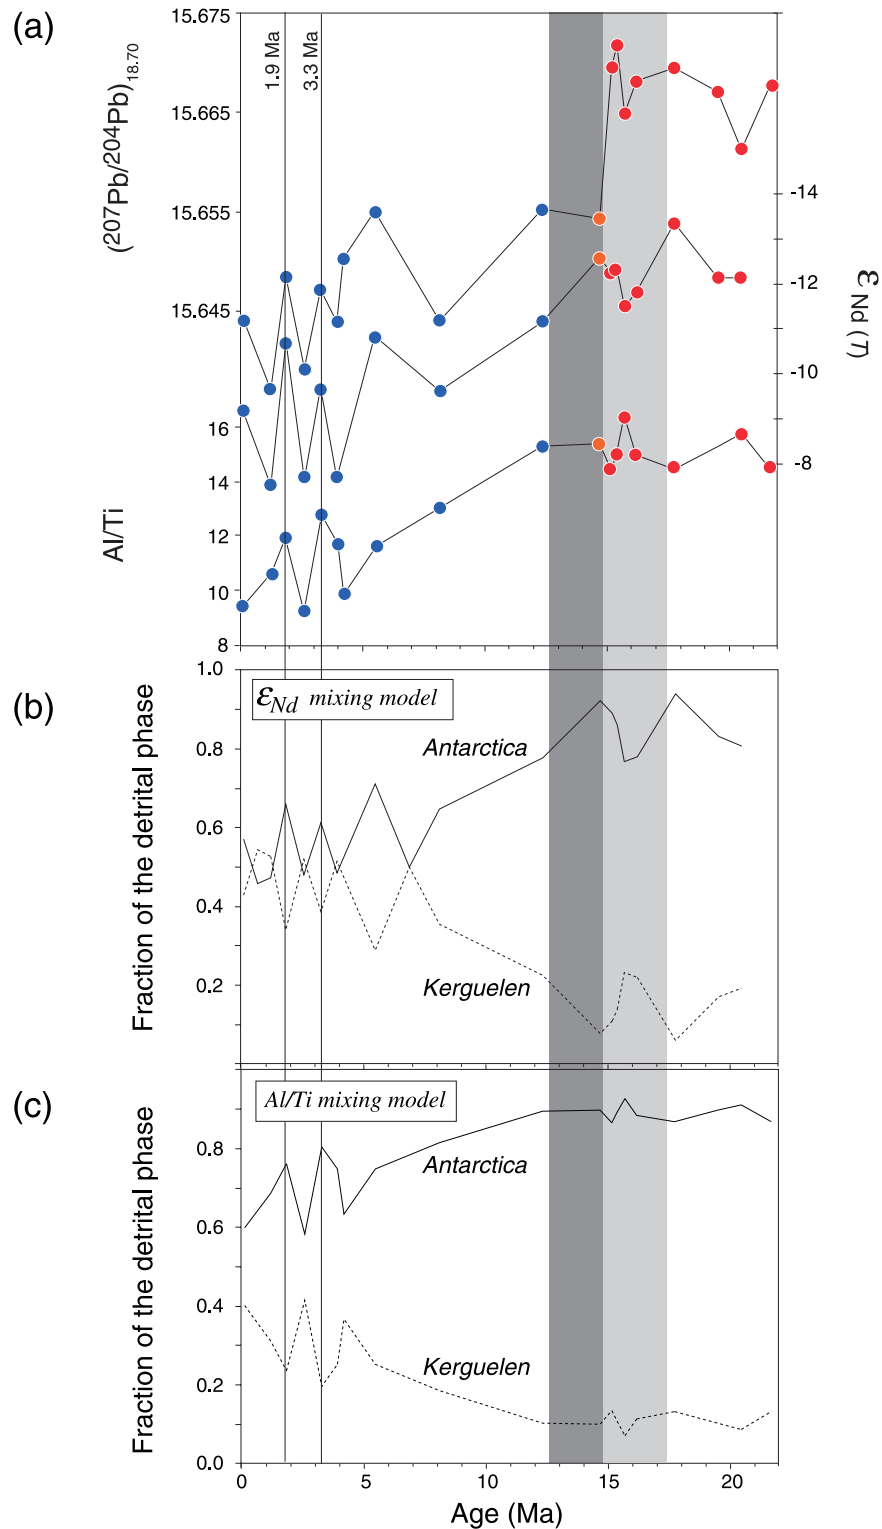 (a)
1.9 Ma
3.3 Ma
(207Pb/204Pb)18.70
15.675
15.665
15.655
15.645
-14
-12
-10
-8
εNd (T)
Al/Ti
16
14
12
10
8
(b)
Fraction of the detrital phase
1.0
0.8
0.6
0.4
0.2
εNd mixing model
Antarctica
Kerguelen
(c)
Fraction of the detrital phase
0.8
0.6
0.4
0.2
0.0
Al/Ti mixing model
Antarctica
Kerguelen
0 5 10 15 20
Age (Ma)